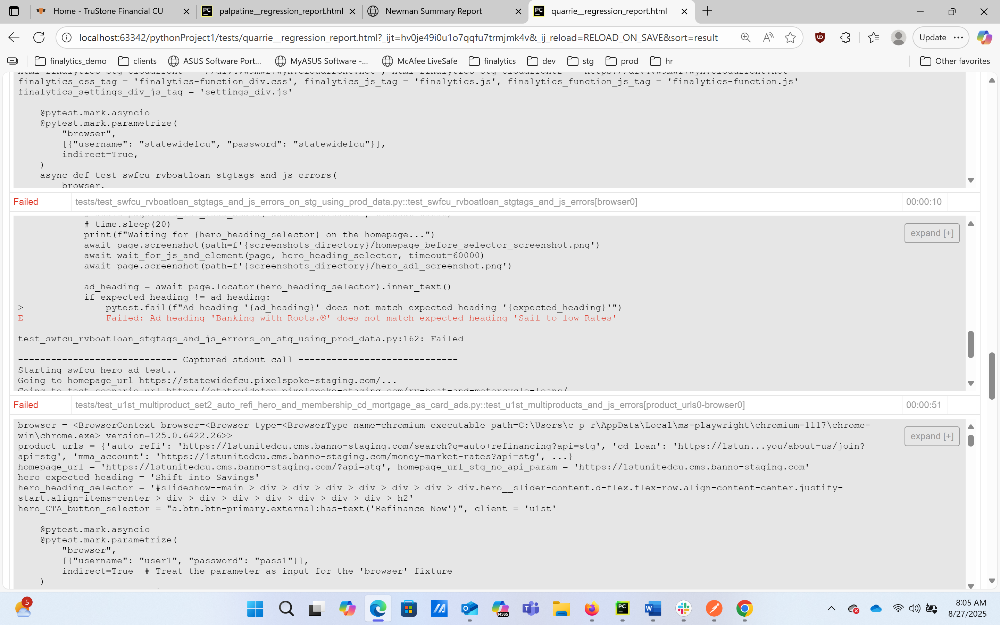 Home - TruStone Financial CU
palpatine__regression_report.html
Newman Summary Report
quarrie__regression_report.html
localhost:63342/pythonProject1/tests/quarrie__regression_report.html?_ijt=hv0je49i0u1o7qqfu7trmjmk4v&_ij_reload=RELOAD_ON_SAVE&sort=result
Update
finalytics_demo
clients
ASUS Software Port...
MyASUS Software -...
McAfee LiveSafe
finalytics
dev
stg
prod
hr
Other favorites
finalytics_css_tag = 'finalytics-function_div.css', finalytics_js_tag = 'finalytics.js', finalytics_function_js_tag = 'finalytics-function.js'
finalytics_settings_div_js_tag = 'settings_div.js'
@pytest.mark.asyncio
@pytest.mark.parametrize(
"browser",
[{"username": "statewidefcu", "password": "statewidefcu"}],
indirect=True,
)
async def test_swfcu_rvboatloan_stgtags_and_js_errors(
browser,
Failed tests/test_swfcu_rvboatloan_stgtags_and_js_errors_on_stg_using_prod_data.py::test_swfcu_rvboatloan_stgtags_and_js_errors[browser0] 00:00:10
# time.sleep(20)
expand [+]
print(f"Waiting for {hero_heading_selector} on the homepage...")
await page.screenshot(path=f'{screenshots_directory}/homepage_before_selector_screenshot.png')
await wait_for_js_and_element(page, hero_heading_selector, timeout=60000)
await page.screenshot(path=f'{screenshots_directory}/hero_ad1_screenshot.png')
ad_heading = await page.locator(hero_heading_selector).inner_text()
if expected_heading != ad_heading:
> pytest.fail(f"Ad heading '{ad_heading}' does not match expected heading '{expected_heading}'")
E Failed: Ad heading 'Banking with Roots.®' does not match expected heading 'Sail to low Rates'
test_swfcu_rvboatloan_stgtags_and_js_errors_on_stg_using_prod_data.py:162: Failed
----------------------------- Captured stdout call -----------------------------
Starting swfcu hero ad test..
Going to homepage_url https://statewidefcu.pixelspoke-staging.com/...
Going to test scenario url https://statewidefcu.pixelspoke-staging.com/rv-boat-and-motorcycle-loans/
Failed tests/test_u1st_multiproduct_set2_auto_refi_hero_and_membership_cd_mortgage_as_card_ads.py::test_u1st_multiproducts_and_js_errors[product_urls0-browser0] 00:00:51
browser = <BrowserContext browser=<Browser type=<BrowserType name=chromium executable_path=C:\Users\c_p_r\AppData\Local\ms-playwright\chromium-1117\chrome-
win\chrome.exe> version=125.0.6422.26>>
expand [+]
product_urls = {'auto_refi': 'https://1stunitedcu.cms.banno-staging.com/search?q=auto+refinancing?api=stg', 'cd_loan': 'https://1stun...you/about-us/join?
api=stg', 'mma_account': 'https://1stunitedcu.cms.banno-staging.com/money-market-rates?api=stg', ...}
homepage_url = 'https://1stunitedcu.cms.banno-staging.com/?api=stg', homepage_url_stg_no_api_param = 'https://1stunitedcu.cms.banno-staging.com'
hero_expected_heading = 'Shift into Savings'
hero_heading_selector = '#slideshow--main > div > div > div > div > div > div > div.hero__slider-content.d-flex.flex-row.align-content-center.justify-
start.align-items-center > div > div > div > div > div > div > div > h2'
hero_CTA_button_selector = "a.btn.btn-primary.external:has-text('Refinance Now')", client = 'u1st'
@pytest.mark.asyncio
@pytest.mark.parametrize(
"browser",
[{"username": "user1", "password": "pass1"}],
indirect=True # Treat the parameter as input for the 'browser' fixture
)
5
8:05 AM
8/27/2025